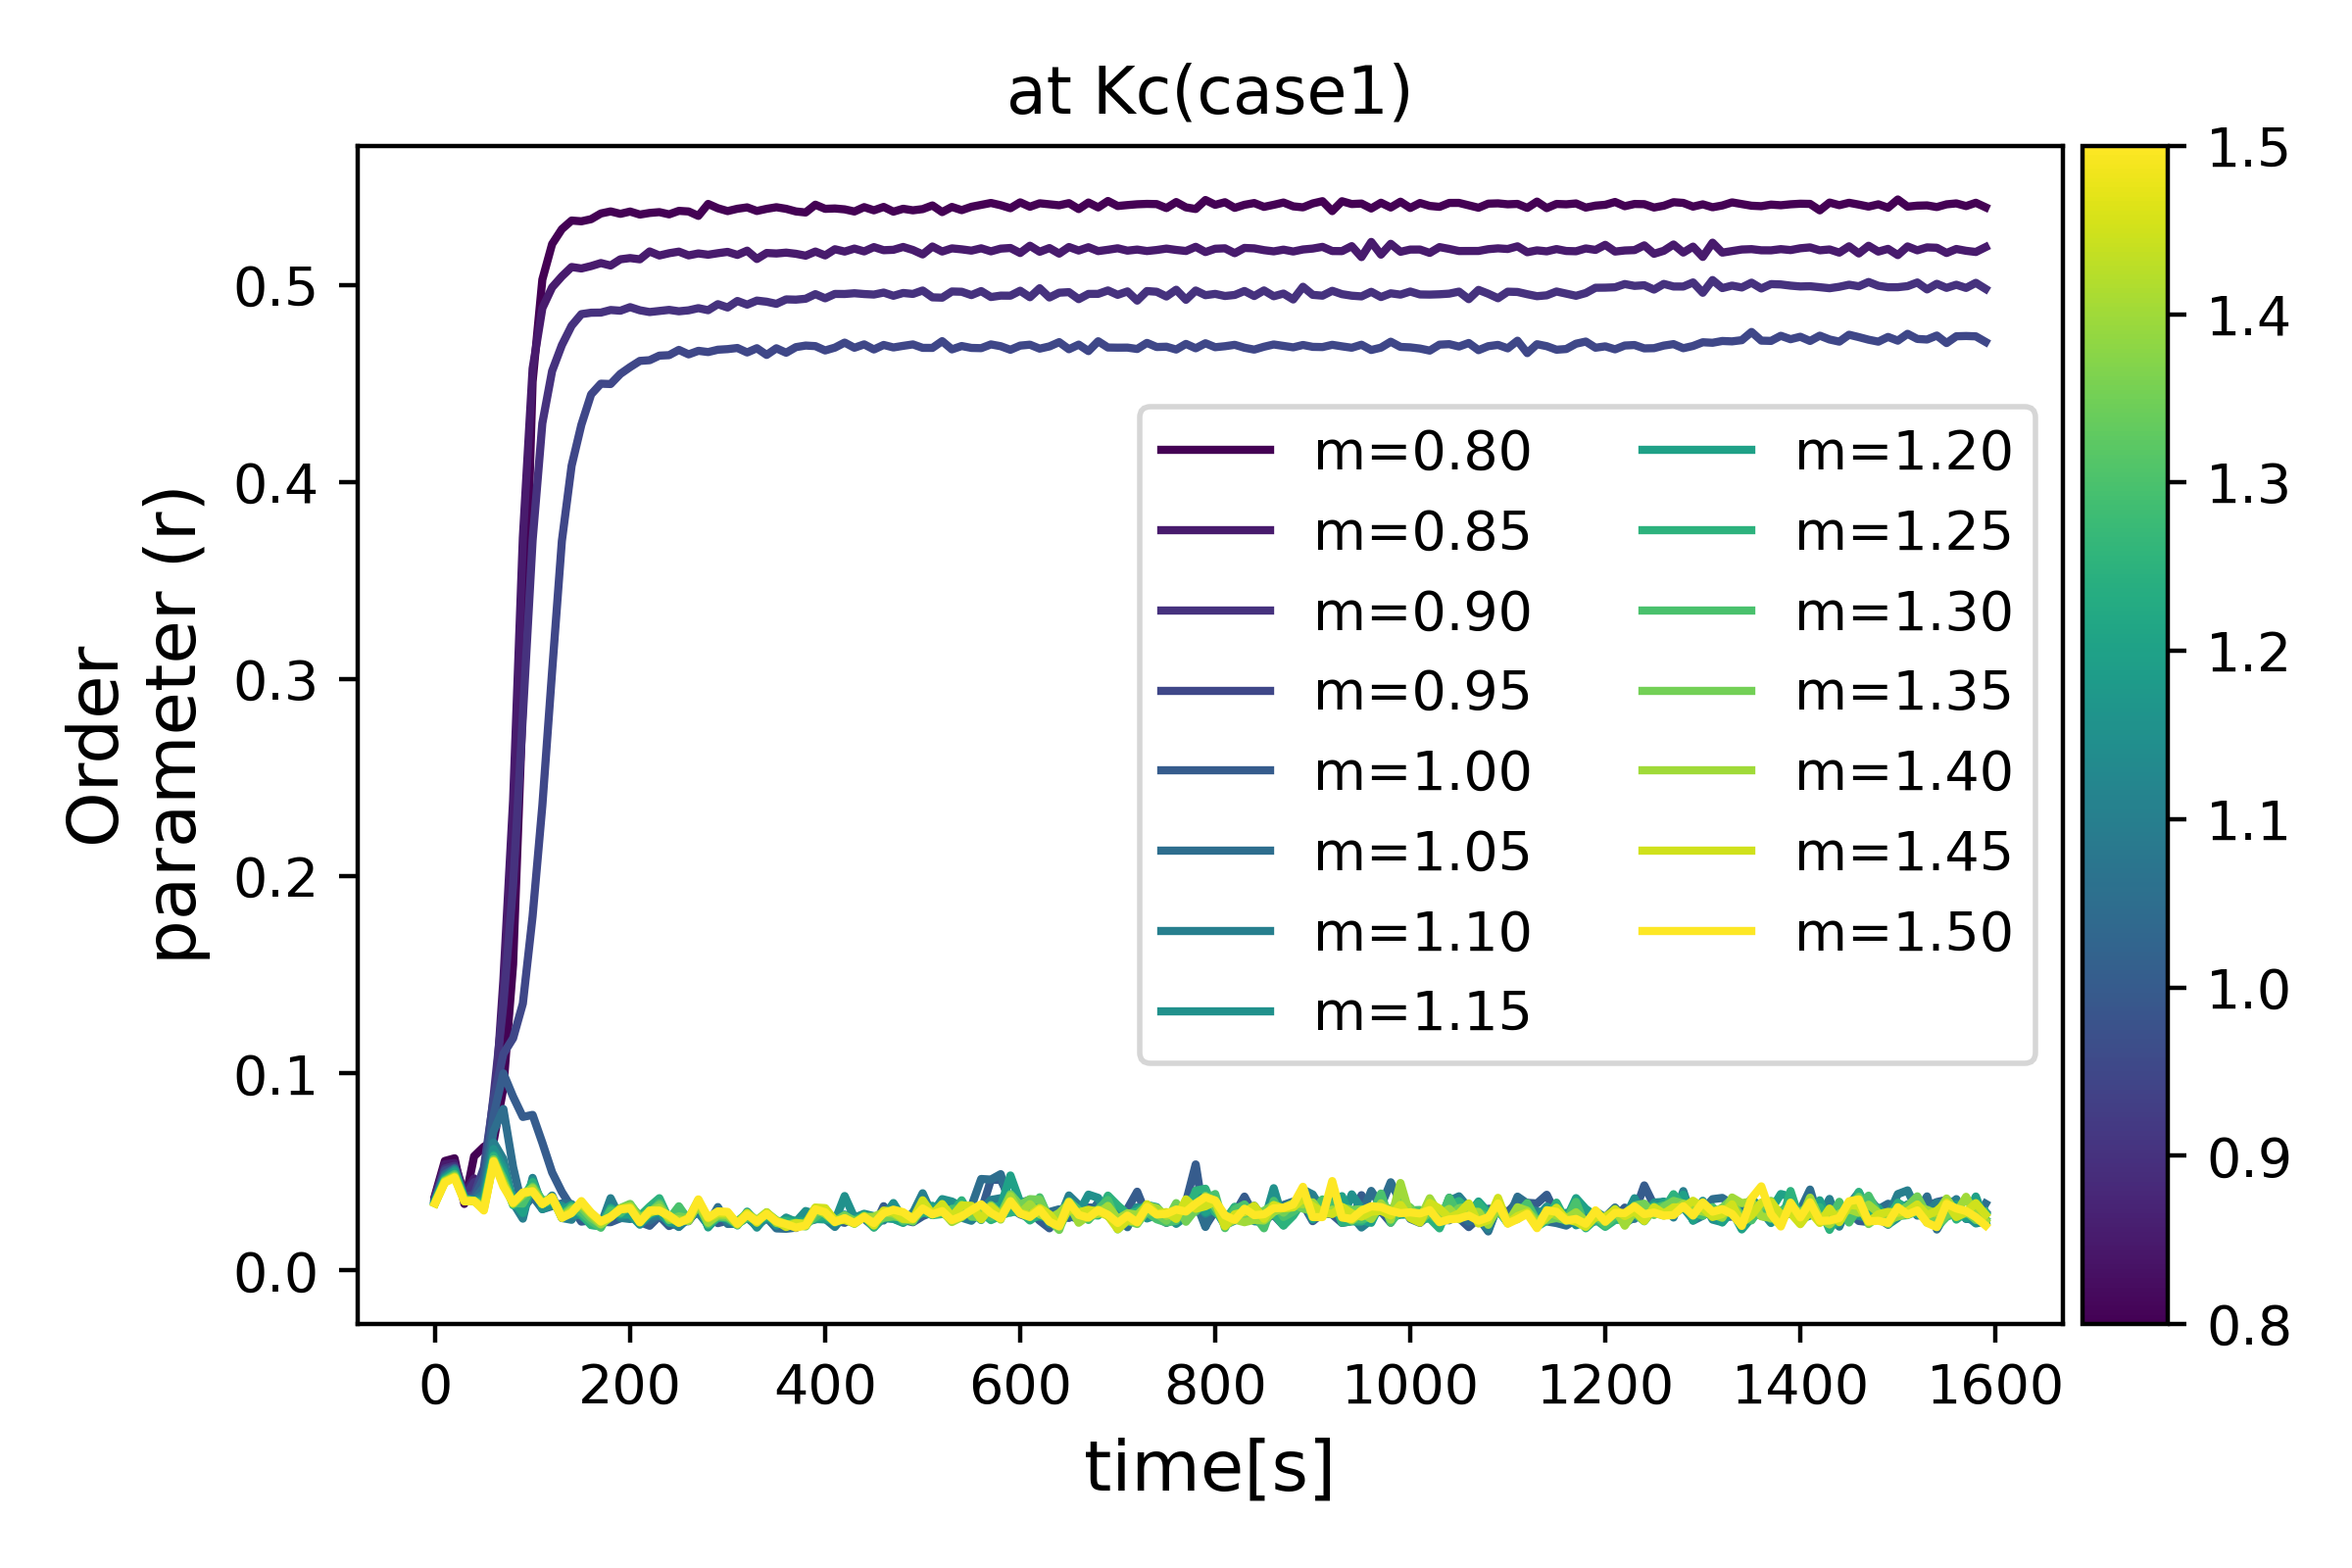 at Kc(case1)
Order
parameter (r)
0.5
0.4
0.3
0.2
0.1
0.0
m=0.80
m=0.85
m=0.90
m=0.95
m=1.00
m=1.05
m=1.10
m=1.15
m=1.20
m=1.25
m=1.30
m=1.35
m=1.40
m=1.45
m=1.50
1.5
1.4
1.3
1.2
1.1
1.0
0.9
0.8
0 200 400 600 800 1000 1200 1400 1600
time[s]